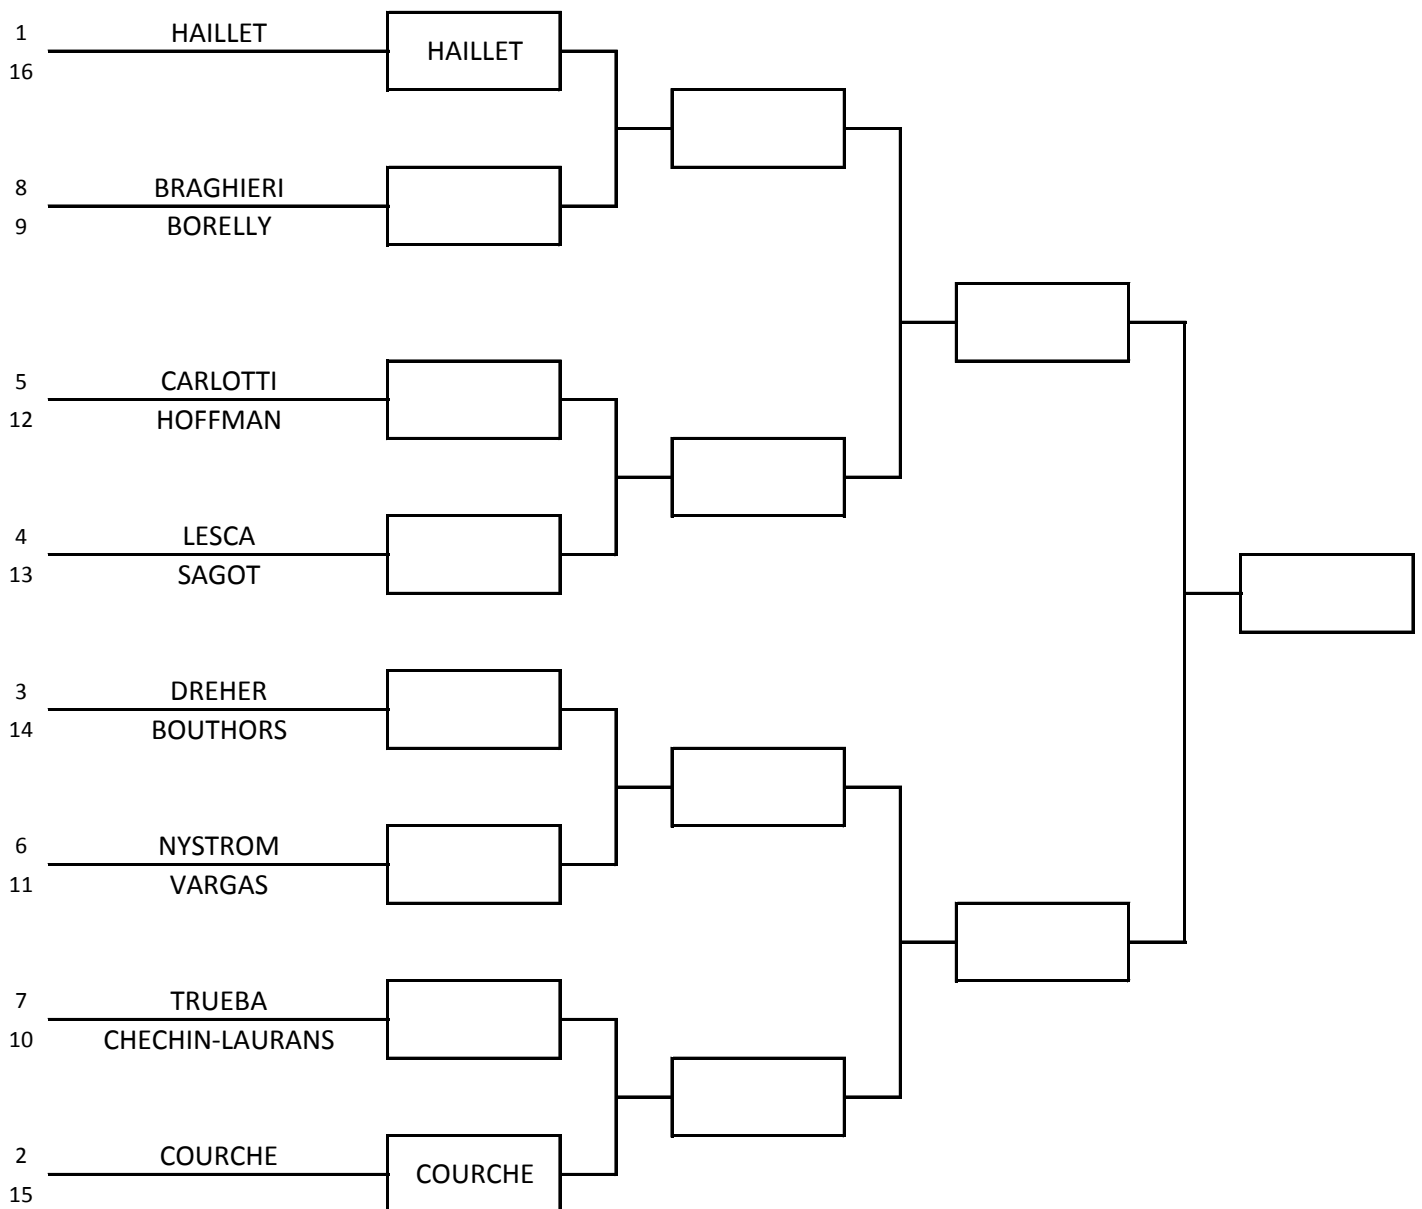 1 HAILLET
HAILLET
16
8 BRAGHIERI
9 BORELLY
5 CARLOTTI
12 HOFFMAN
4 LESCA
13 SAGOT
3 DREHER
14 BOUTHORS
6 NYSTROM
11 VARGAS
7 TRUEBA
10 CHECHIN-LAURANS
2 COURCHE
COURCHE
15